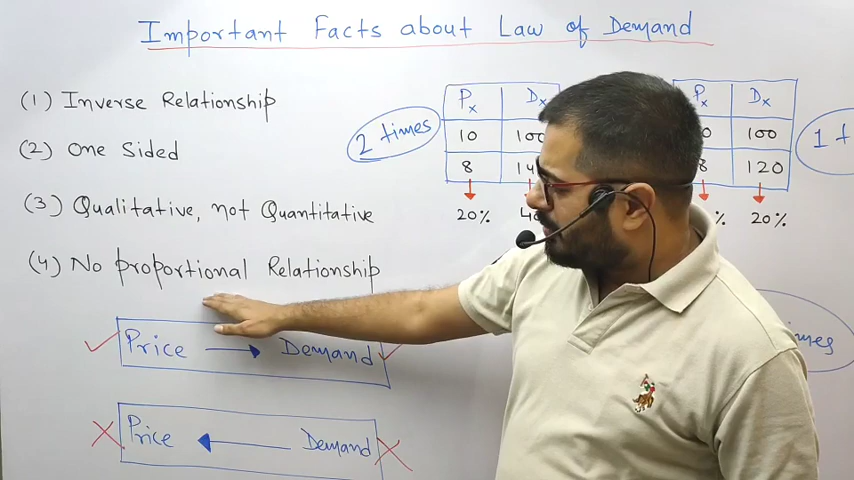 Important Facts about Law of Demand
(1) Inverse Relationship
(2) One Sided
(3) Qualitative, not Quantitative
(4) No proportional Relationship
Price → Demand
Price ← Demand
2 times
Px Dx
10 100
8
20%
Px Dx
100
8 120
% 20%
1